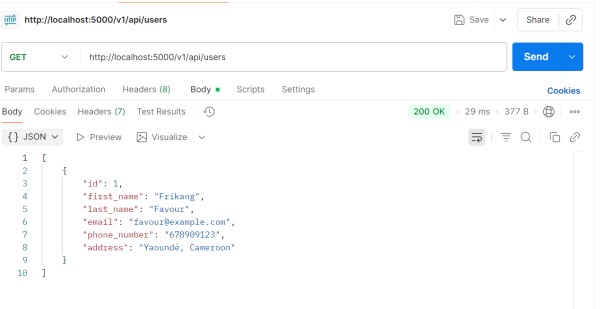 HTTP http://localhost:5000/v1/api/users Save Share
GET http://localhost:5000/v1/api/users Send
Params Authorization Headers (8) Body Scripts Settings Cookies
Body Cookies Headers (7) Test Results 200 OK 29 ms 377 B
{} JSON Preview Visualize
1 [
2 {
3 "id": 1,
4 "first_name": "Frikang",
5 "last_name": "Favour",
6 "email": "favour@example.com",
7 "phone_number": "678909123",
8 "address": "Yaoundé, Cameroon"
9 }
10 ]